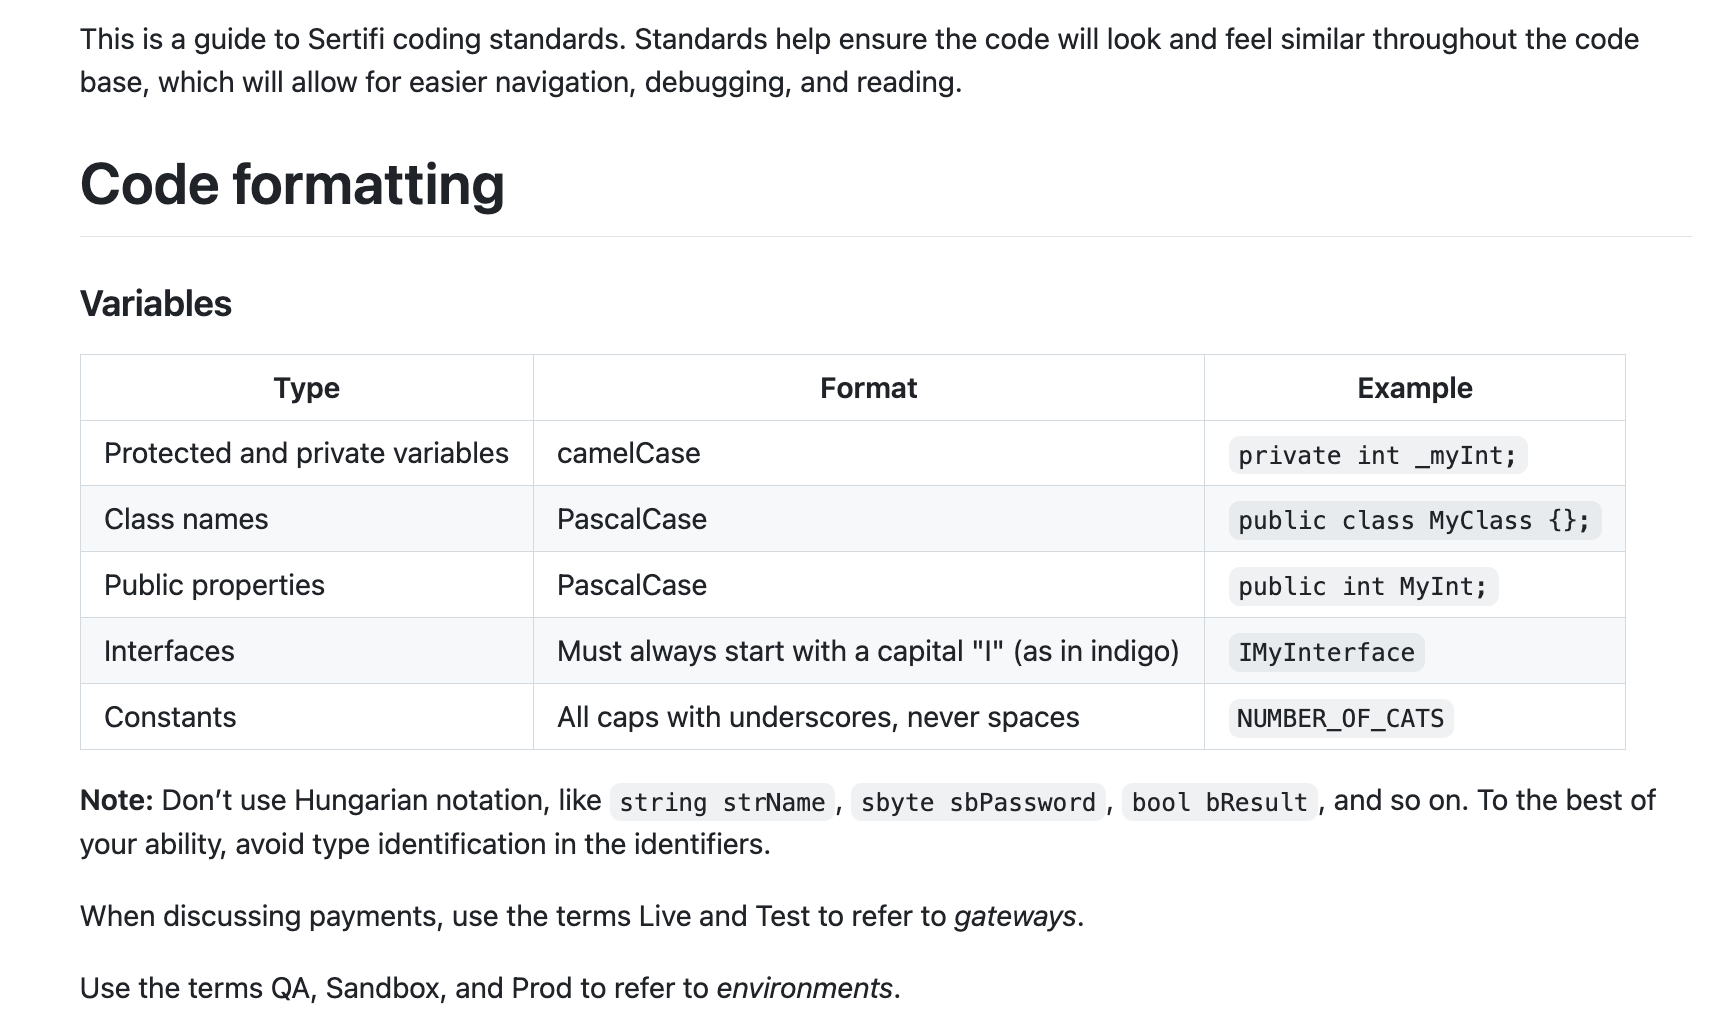 This is a guide to Sertifi coding standards. Standards help ensure the code will look and feel similar throughout the code
base, which will allow for easier navigation, debugging, and reading.
Code formatting
Variables
Type Format Example
Protected and private variables camelCase private int _myInt;
Class names PascalCase public class MyClass {};
Public properties PascalCase public int MyInt;
Interfaces Must always start with a capital "I" (as in indigo) IMyInterface
Constants All caps with underscores, never spaces NUMBER_OF_CATS
Note: Don’t use Hungarian notation, like string strName, sbyte sbPassword, bool bResult, and so on. To the best of
your ability, avoid type identification in the identifiers.
When discussing payments, use the terms Live and Test to refer to gateways.
Use the terms QA, Sandbox, and Prod to refer to environments.